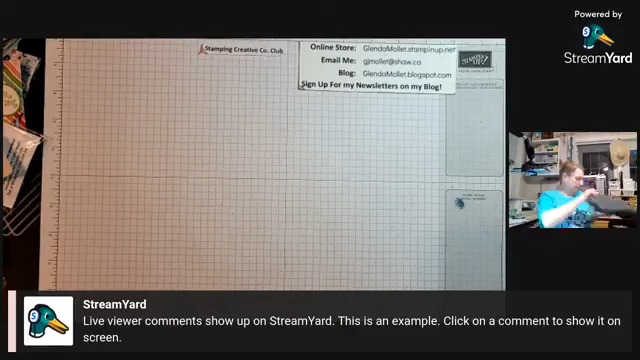 Powered by
StreamYard
Stamping Creative Co. Club
Online Store: GlendaMollet.stampinup.net
Email Me: gjmollet@shaw.ca
Blog: GlendaMollet.blogspot.com
Sign Up For my Newsletters on my Blog!
STAMPIN' UP!
StreamYard
Live viewer comments show up on StreamYard. This is an example. Click on a comment to show it on
screen.